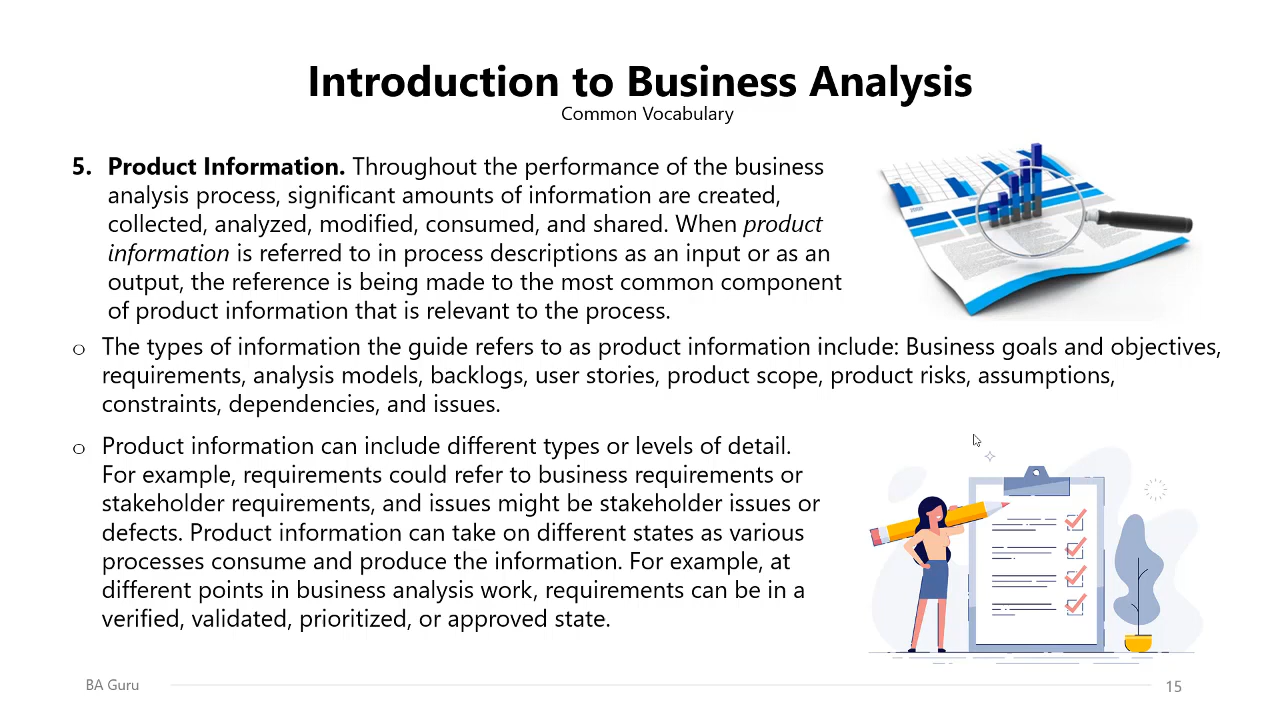 Introduction to Business Analysis
Common Vocabulary
5. Product Information. Throughout the performance of the business
analysis process, significant amounts of information are created,
collected, analyzed, modified, consumed, and shared. When product
information is referred to in process descriptions as an input or as an
output, the reference is being made to the most common component
of product information that is relevant to the process.
o The types of information the guide refers to as product information include: Business goals and objectives,
requirements, analysis models, backlogs, user stories, product scope, product risks, assumptions,
constraints, dependencies, and issues.
o Product information can include different types or levels of detail.
For example, requirements could refer to business requirements or
stakeholder requirements, and issues might be stakeholder issues or
defects. Product information can take on different states as various
processes consume and produce the information. For example, at
different points in business analysis work, requirements can be in a
verified, validated, prioritized, or approved state.
BA Guru
15